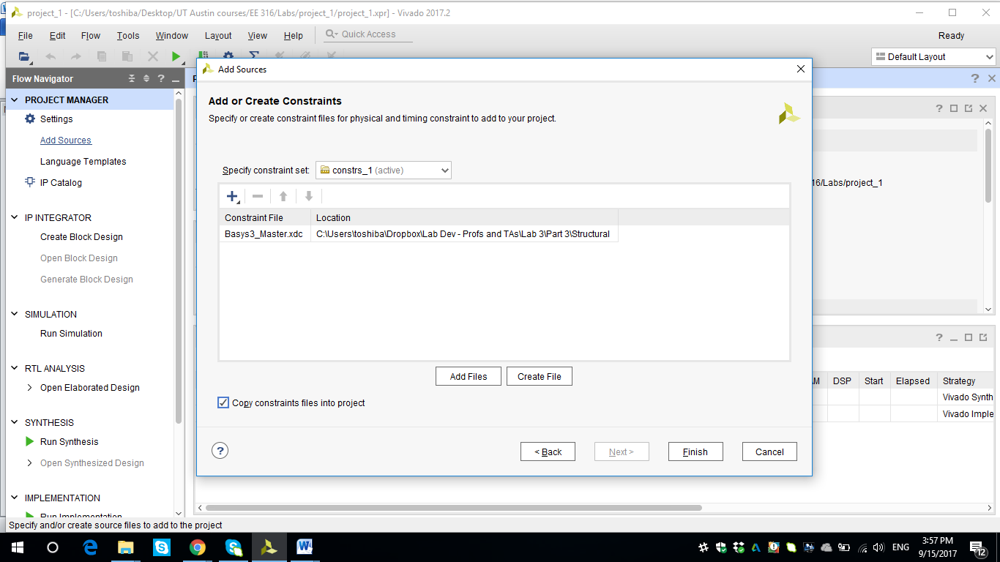 project_1 - [C:/Users/toshiba/Desktop/UT Austin courses/EE 316/Labs/project_1/project_1.xpr] - Vivado 2017.2
File Edit Flow Tools Window Layout View Help Quick Access Ready
Default Layout
Flow Navigator
PROJECT MANAGER
Settings
Add Sources
Language Templates
IP Catalog
IP INTEGRATOR
Create Block Design
Open Block Design
Generate Block Design
SIMULATION
Run Simulation
RTL ANALYSIS
Open Elaborated Design
SYNTHESIS
Run Synthesis
Open Synthesized Design
IMPLEMENTATION
Run Implementation
Add Sources
Add or Create Constraints
Specify or create constraint files for physical and timing constraint to add to your project.
Specify constraint set: constrs_1 (active)
Constraint File Location
Basys3_Master.xdc C:\Users\toshiba\Dropbox\Lab Dev - Profs and TAs\Lab 3\Part 3\Structural
Add Files Create File
Copy constraints files into project
? < Back Next > Finish Cancel
16/Labs/project_1
DSP Start Elapsed Strategy
Vivado Synth
Vivado Imple
Specify and/or create source files to add to the project
ENG
3:57 PM
9/15/2017
12